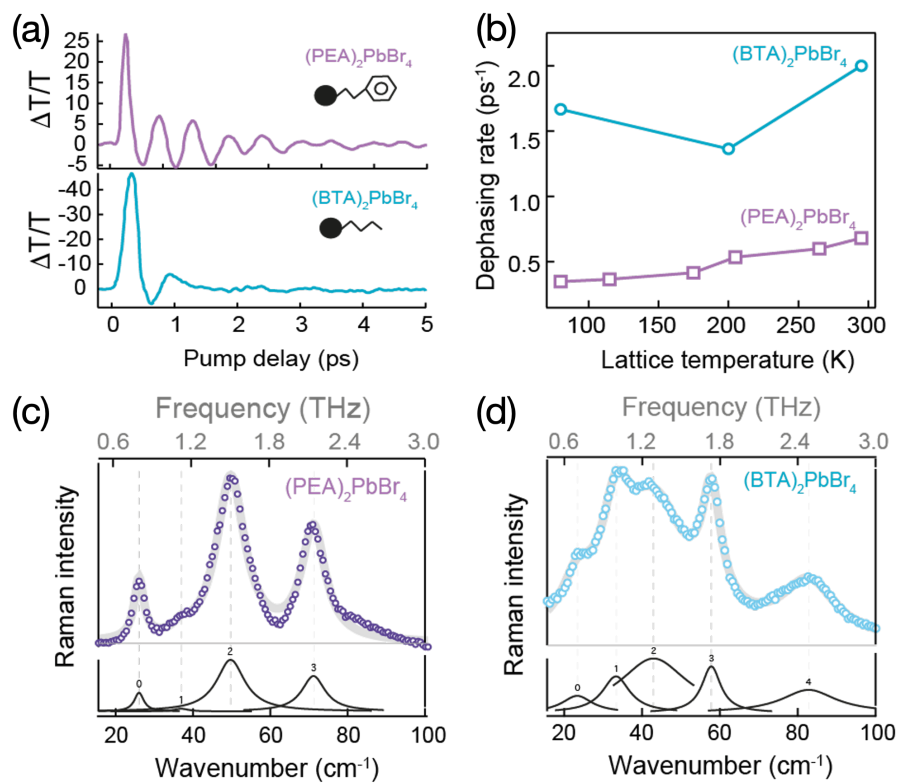 (a)
25
20
15
10
5
0
-5
ΔT/T
(PEA)₂PbBr₄
-40
-30
-20
-10
0
ΔT/T
(BTA)₂PbBr₄
0 1 2 3 4 5
Pump delay (ps)
(b)
2.0
1.5
1.0
0.5
Dephasing rate (ps⁻¹)
(BTA)₂PbBr₄
(PEA)₂PbBr₄
100 150 200 250 300
Lattice temperature (K)
(c)
Frequency (THz)
0.6 1.2 1.8 2.4 3.0
Raman intensity
(PEA)₂PbBr₄
0 1 2 3
20 40 60 80 100
Wavenumber (cm⁻¹)
(d)
Frequency (THz)
0.6 1.2 1.8 2.4 3.0
Raman intensity
(BTA)₂PbBr₄
0 1 2 3 4
20 40 60 80 100
Wavenumber (cm⁻¹)